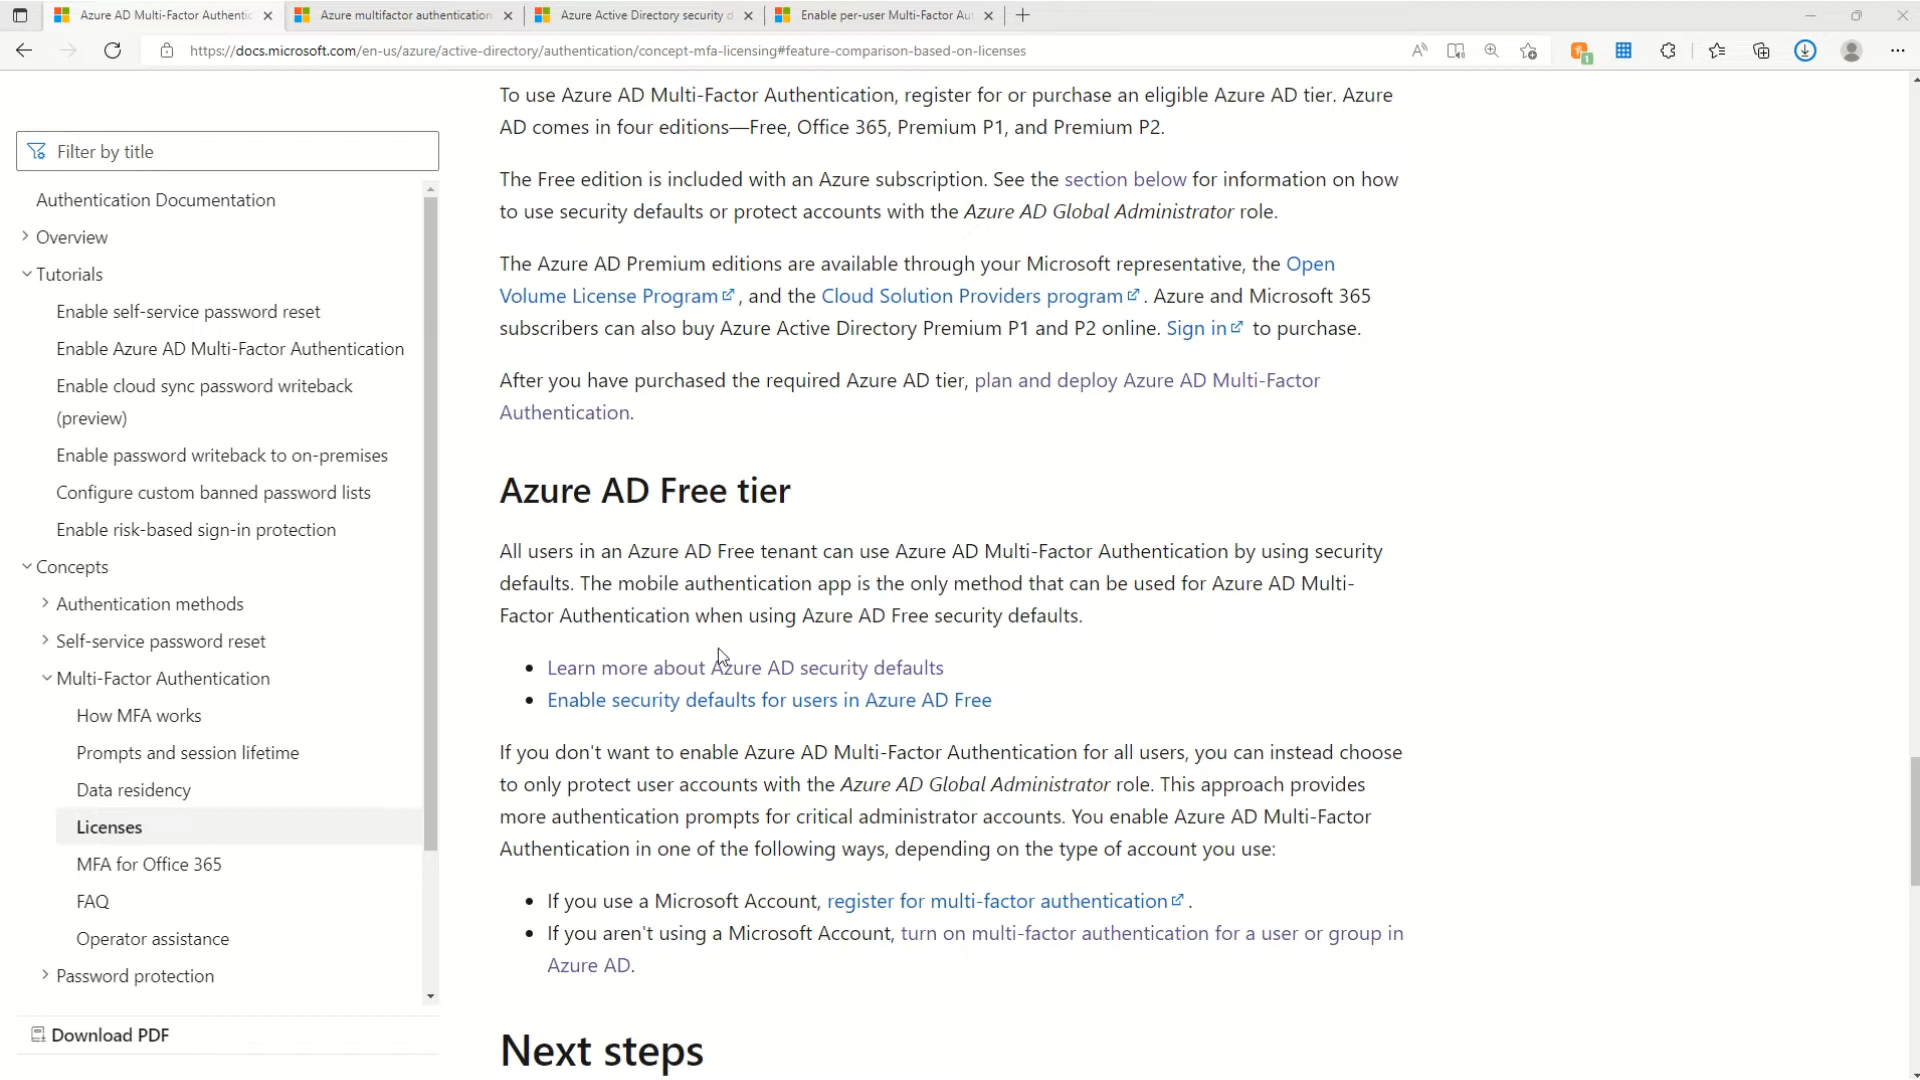 Azure AD Multi-Factor Authentic
Azure multifactor authentication
Azure Active Directory security d
Enable per-user Multi-Factor Au
https://docs.microsoft.com/en-us/azure/active-directory/authentication/concept-mfa-licensing#feature-comparison-based-on-licenses
1
Filter by title
Authentication Documentation
Overview
Tutorials
Enable self-service password reset
Enable Azure AD Multi-Factor Authentication
Enable cloud sync password writeback
(preview)
Enable password writeback to on-premises
Configure custom banned password lists
Enable risk-based sign-in protection
Concepts
Authentication methods
Self-service password reset
Multi-Factor Authentication
How MFA works
Prompts and session lifetime
Data residency
Licenses
MFA for Office 365
FAQ
Operator assistance
Password protection
Download PDF
To use Azure AD Multi-Factor Authentication, register for or purchase an eligible Azure AD tier. Azure
AD comes in four editions—Free, Office 365, Premium P1, and Premium P2.
The Free edition is included with an Azure subscription. See the section below for information on how
to use security defaults or protect accounts with the Azure AD Global Administrator role.
The Azure AD Premium editions are available through your Microsoft representative, the Open
Volume License Program, and the Cloud Solution Providers program. Azure and Microsoft 365
subscribers can also buy Azure Active Directory Premium P1 and P2 online. Sign in to purchase.
After you have purchased the required Azure AD tier, plan and deploy Azure AD Multi-Factor
Authentication.
Azure AD Free tier
All users in an Azure AD Free tenant can use Azure AD Multi-Factor Authentication by using security
defaults. The mobile authentication app is the only method that can be used for Azure AD Multi-
Factor Authentication when using Azure AD Free security defaults.
• Learn more about Azure AD security defaults
• Enable security defaults for users in Azure AD Free
If you don't want to enable Azure AD Multi-Factor Authentication for all users, you can instead choose
to only protect user accounts with the Azure AD Global Administrator role. This approach provides
more authentication prompts for critical administrator accounts. You enable Azure AD Multi-Factor
Authentication in one of the following ways, depending on the type of account you use:
• If you use a Microsoft Account, register for multi-factor authentication.
• If you aren't using a Microsoft Account, turn on multi-factor authentication for a user or group in
Azure AD.
Next steps